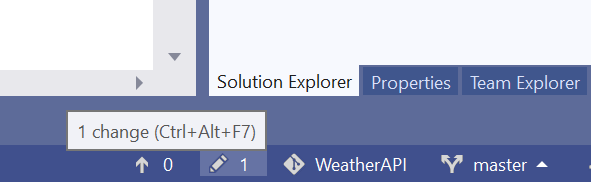 Solution Explorer Properties Team Explorer
1 change (Ctrl+Alt+F7)
0 1 WeatherAPI master